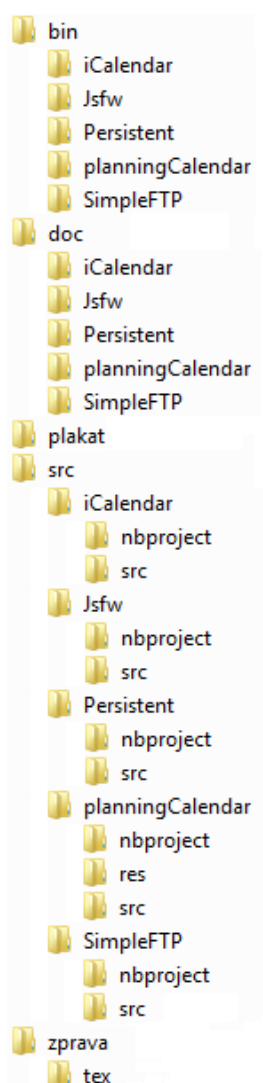 bin
iCalendar
Jsfw
Persistent
planningCalendar
SimpleFTP
doc
iCalendar
Jsfw
Persistent
planningCalendar
SimpleFTP
plakat
src
iCalendar
nbproject
src
Jsfw
nbproject
src
Persistent
nbproject
src
planningCalendar
nbproject
res
src
SimpleFTP
nbproject
src
zprava
tex